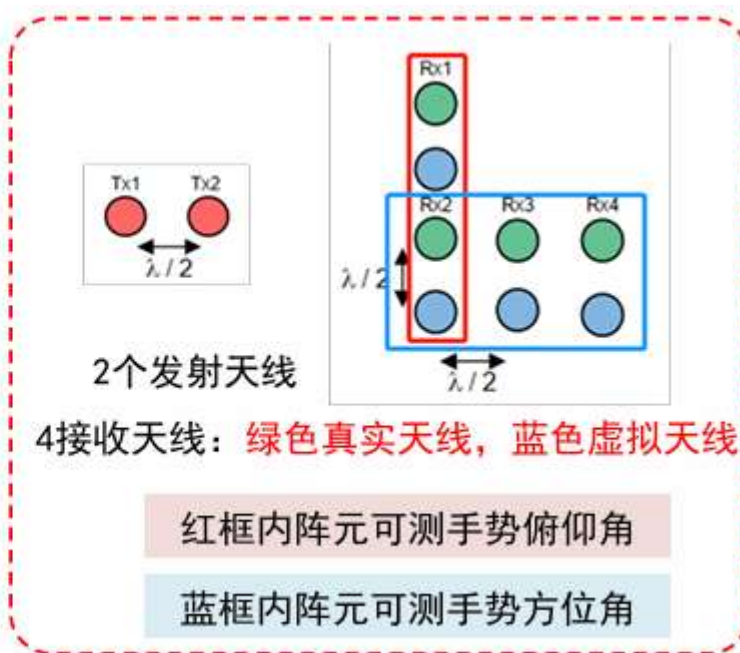 Rx1
Tx1 Tx2
Rx2 Rx3 Rx4
λ / 2
λ / 2
λ / 2
2个发射天线
4接收天线：绿色真实天线，蓝色虚拟天线
红框内阵元可测手势俯仰角
蓝框内阵元可测手势方位角